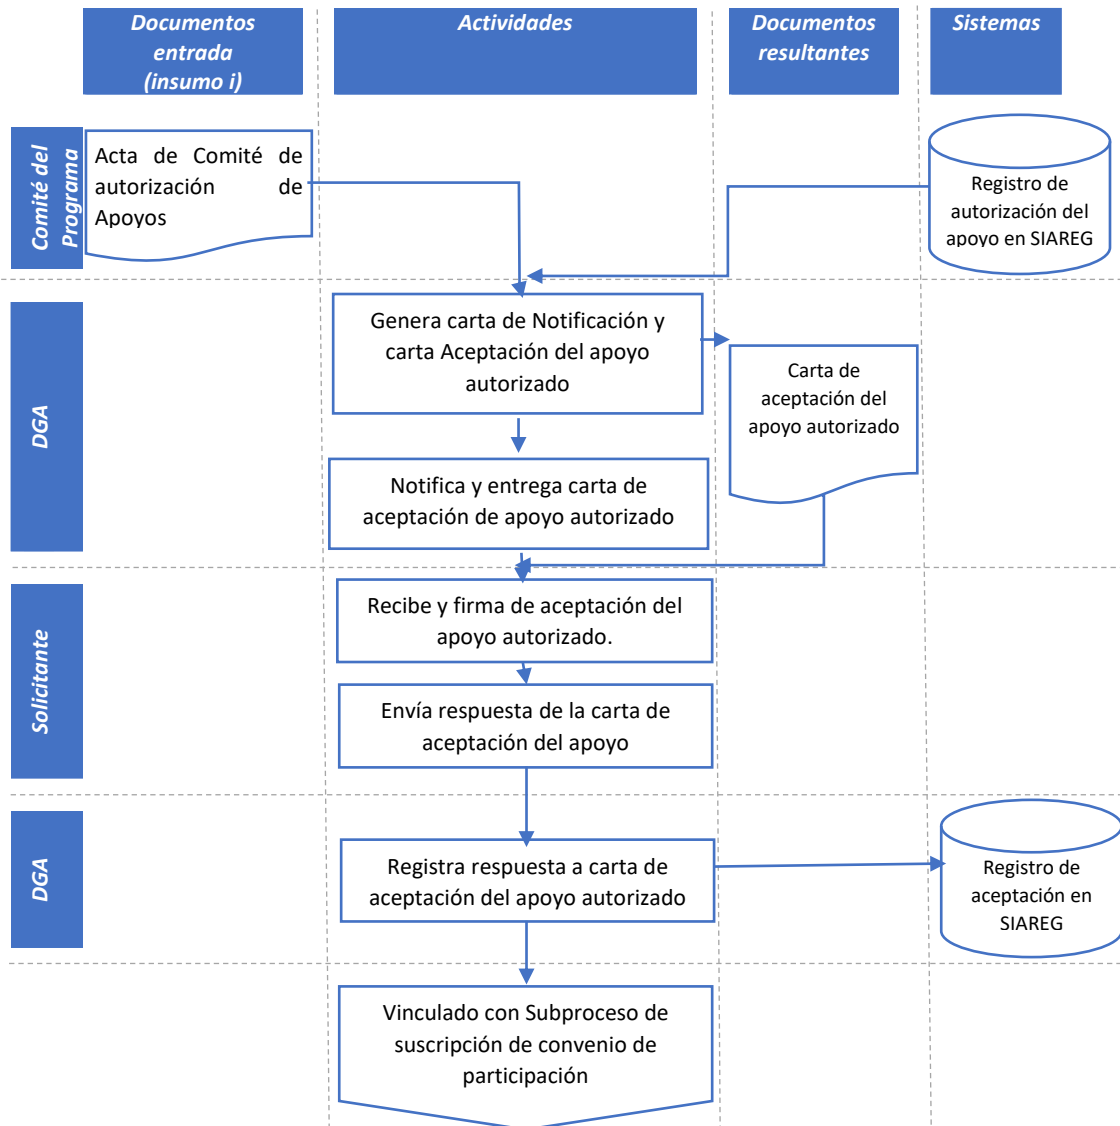 Documentos
entrada
(insumo i)
Actividades
Documentos
resultantes
Sistemas
Comité del
Programa
Acta de Comité de
autorización de
Apoyos
Registro de
autorización del
apoyo en SIAREG
DGA
Genera carta de Notificación y
carta Aceptación del apoyo
autorizado
Carta de
aceptación del
apoyo autorizado
Notifica y entrega carta de
aceptación de apoyo autorizado
Solicitante
Recibe y firma de aceptación del
apoyo autorizado.
Envía respuesta de la carta de
aceptación del apoyo
DGA
Registra respuesta a carta de
aceptación del apoyo autorizado
Registro de
aceptación en
SIAREG
Vinculado con Subproceso de
suscripción de convenio de
participación